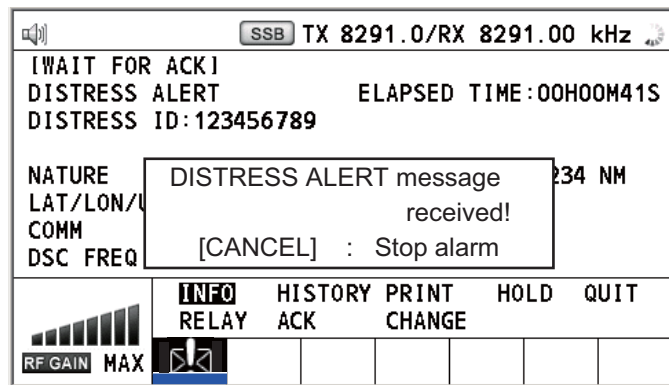 SSB TX 8291.0/RX 8291.00 kHz
[WAIT FOR ACK]
DISTRESS ALERT ELAPSED TIME:00H00M41S
DISTRESS ID:123456789
NATURE 234 NM
LAT/LON/U
COMM
DSC FREQ
DISTRESS ALERT message
received!
[CANCEL] : Stop alarm
INFO HISTORY PRINT HOLD QUIT
RELAY ACK CHANGE
RF GAIN MAX